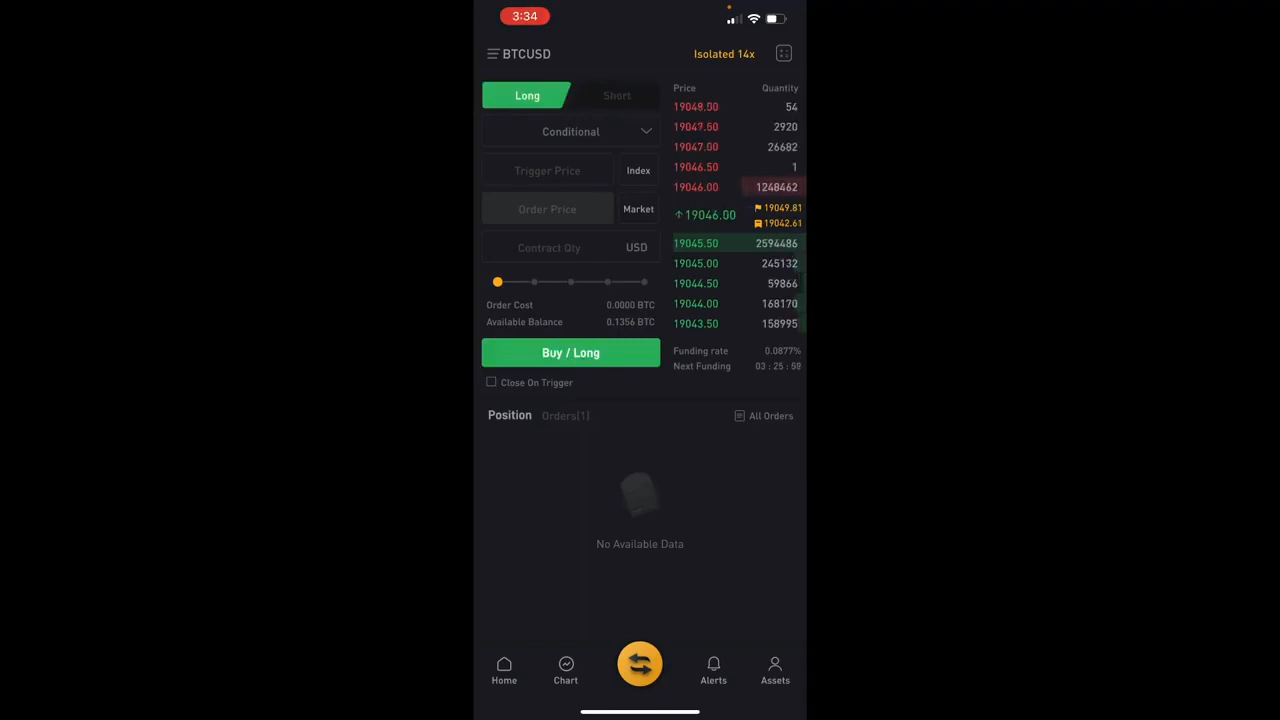 3:34
BTCUSD
Isolated 14x
Long
Short
Conditional
Trigger Price
Index
Order Price
Market
Contract Qty
USD
Order Cost 0.0000 BTC
Available Balance 0.1356 BTC
Buy / Long
Close On Trigger
Price Quantity
19048.00 54
19047.50 2920
19047.00 26682
19046.50 1
19046.00 1248462
19046.00
19049.81
19042.61
19045.50 2594486
19045.00 245132
19044.50 59866
19044.00 168170
19043.50 158995
Funding rate 0.0877%
Next Funding 03 : 25 :
Position Orders(1)
All Orders
No Available Data
Home
Chart
Alerts
Assets